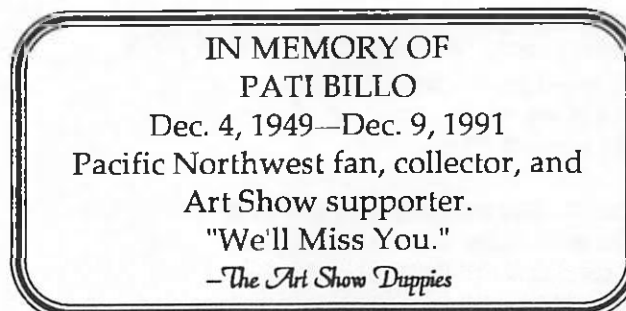 IN MEMORY OF
PATI BILLO
Dec. 4, 1949—Dec. 9, 1991
Pacific Northwest fan, collector, and
Art Show supporter.
"We'll Miss You."
–The Art Show Duppies